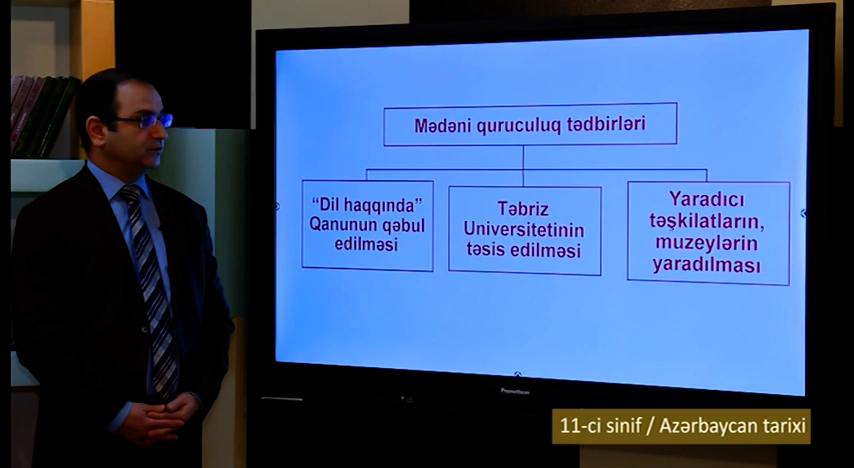 Mədəni quruculuq tədbirləri
“Dil haqqında”
Qanunun qəbul
edilməsi
Təbriz
Universitetinin
təsis edilməsi
Yaradıcı
təşkilatların,
muzeylərin
yaradılması
Promethean
11-ci sinif / Azərbaycan tarixi